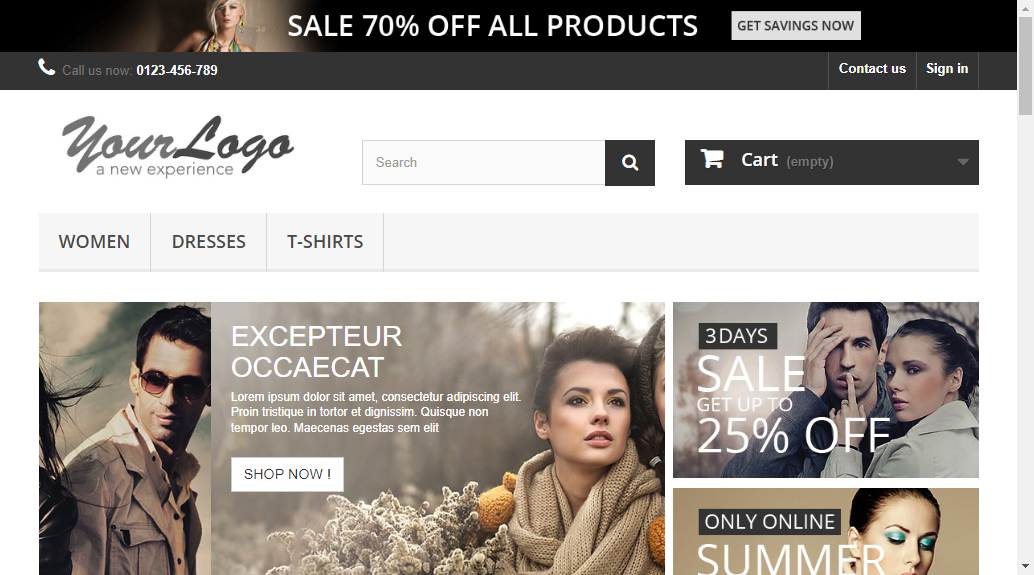 SALE 70% OFF ALL PRODUCTS
GET SAVINGS NOW
Call us now: 0123-456-789
Contact us
Sign in
YourLogo
a new experience
Search
Cart (empty)
WOMEN
DRESSES
T-SHIRTS
EXCEPTEUR
OCCAECAT
Lorem ipsum dolor sit amet, consectetur adipiscing elit.
Proin tristique in tortor et dignissim. Quisque non
tempor leo. Maecenas egestas sem elit
SHOP NOW !
3 DAYS
SALE
GET UP TO
25% OFF
ONLY ONLINE
SUMMER